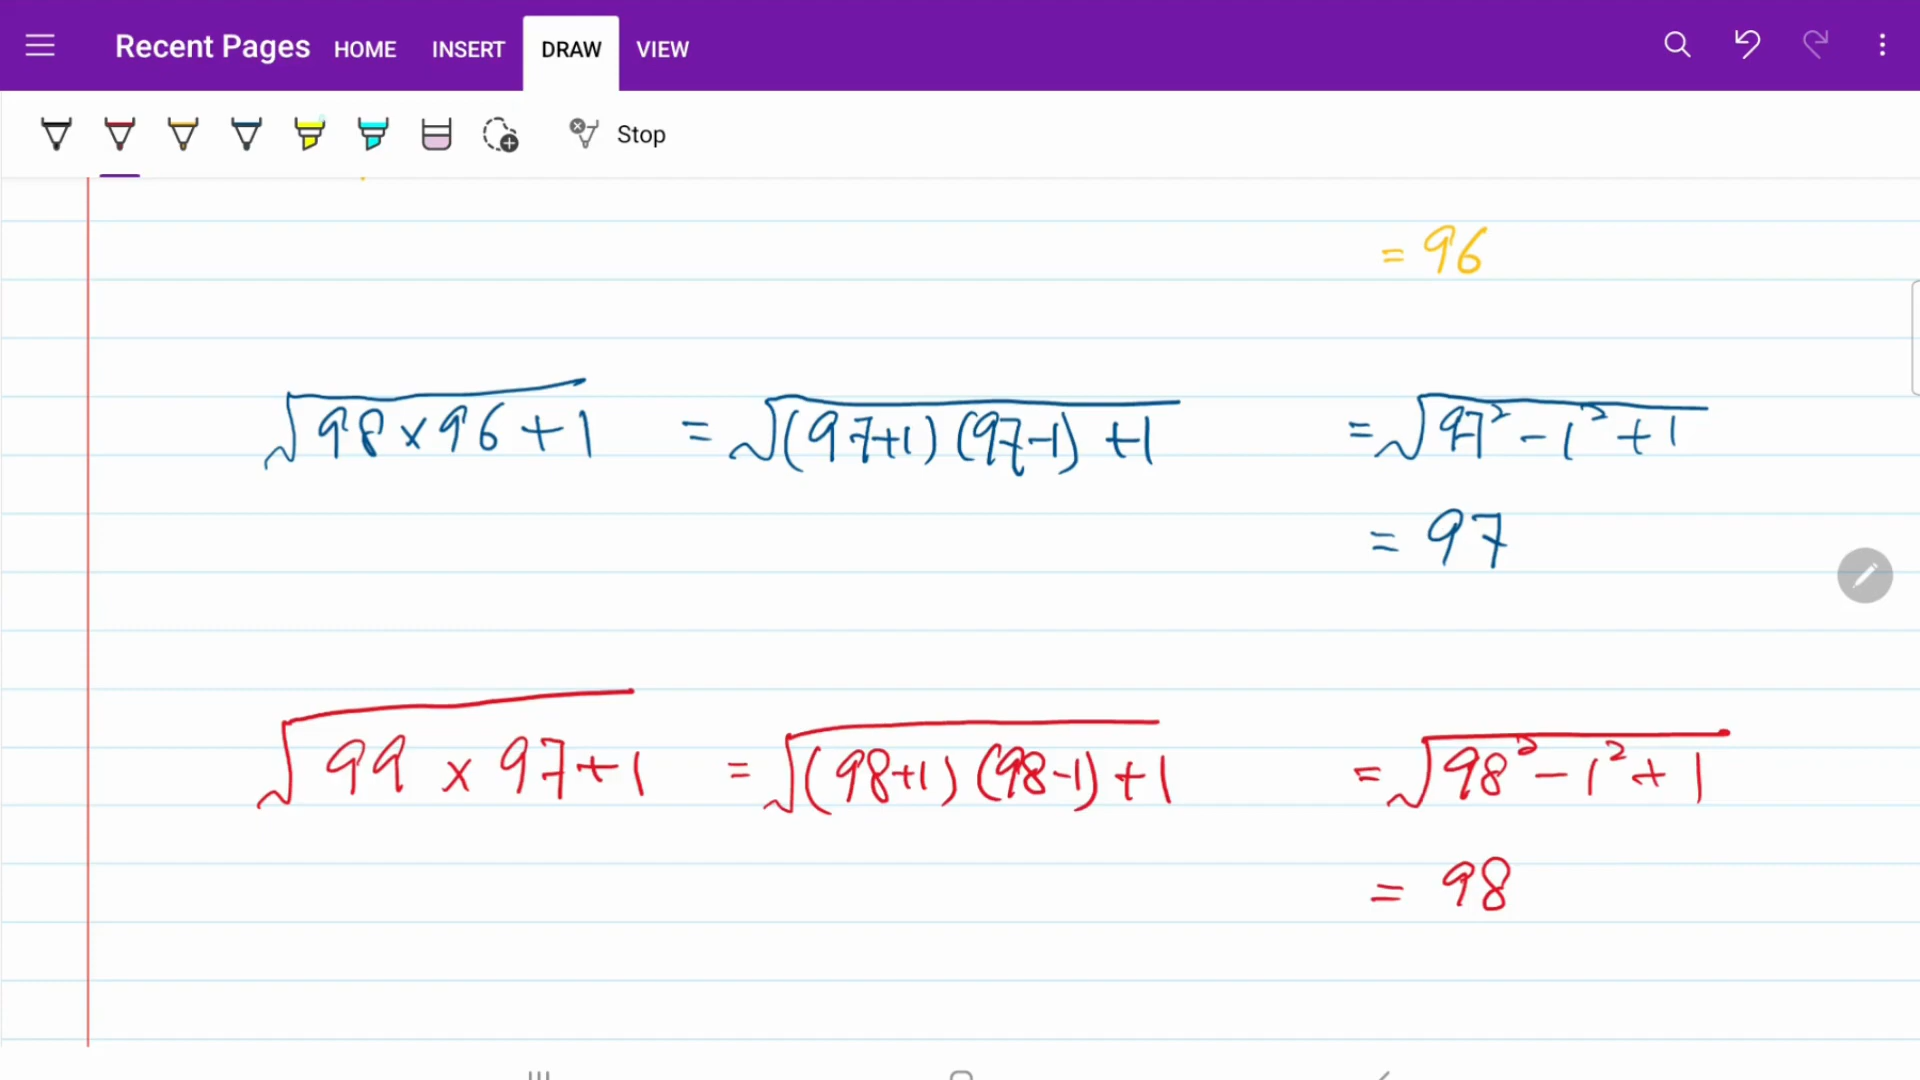 Recent Pages HOME INSERT DRAW VIEW
Stop
= 96
√98 × 96 + 1 = √(97+1) (97-1) +1 = √97² - 1² + 1
= 97
√99 × 97 + 1 = √(98+1) (98-1) + 1 = √98² - 1² + 1
= 98